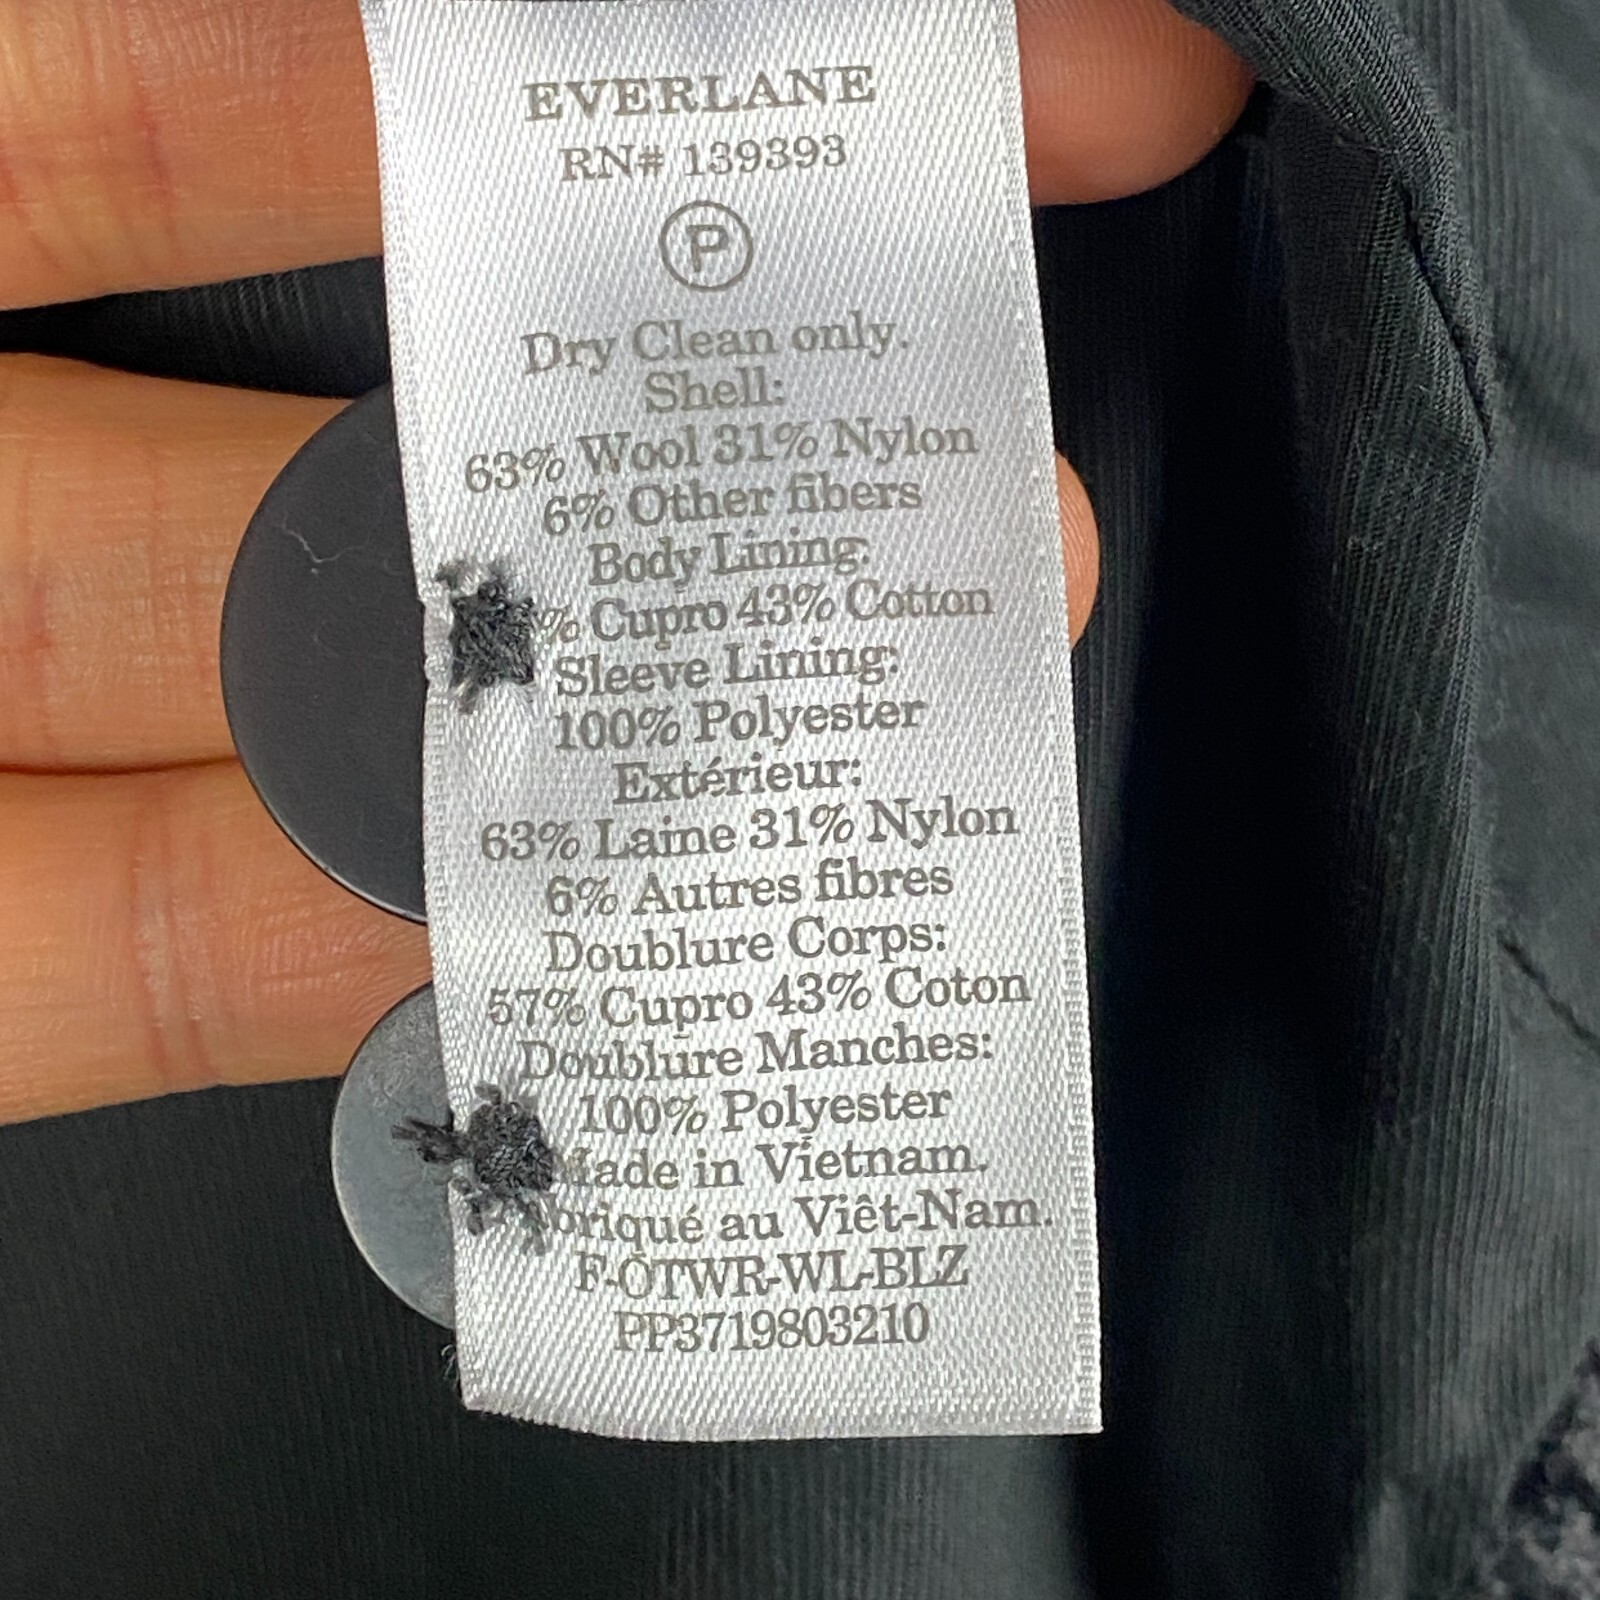 EVERLANE
RN# 139393
P
Dry Clean only.
Shell:
63% Wool 31% Nylon
6% Other fibers
Body Lining:
% Cupro 43% Cotton
Sleeve Lining:
100% Polyester
Extérieur:
63% Laine 31% Nylon
6% Autres fibres
Doublure Corps:
57% Cupro 43% Coton
Doublure Manches:
100% Polyester
Made in Vietnam.
briqué au Viêt-Nam.
F-OTWR-WL-BLZ
PP3719803210